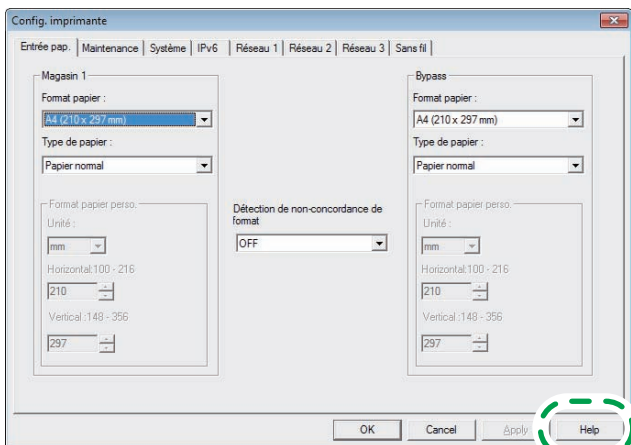 Config. imprimante
Entrée pap. Maintenance Système IPv6 Réseau 1 Réseau 2 Réseau 3 Sans fil
Magasin 1
Format papier :
A4 (210 x 297 mm)
Type de papier :
Papier normal
Format papier perso.
Unité :
mm
Horizontal:100 - 216
210
Vertical :148 - 356
297
Détection de non-concordance de
format
OFF
Bypass
Format papier :
A4 (210 x 297 mm)
Type de papier :
Papier normal
Format papier perso.
Unité :
mm
Horizontal:100 - 216
210
Vertical :148 - 356
297
OK Cancel Apply Help